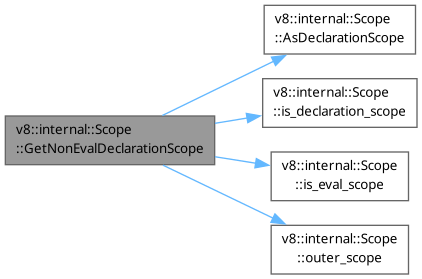 v8::internal::Scope
::GetNonEvalDeclarationScope
v8::internal::Scope
::AsDeclarationScope
v8::internal::Scope
::is_declaration_scope
v8::internal::Scope
::is_eval_scope
v8::internal::Scope
::outer_scope